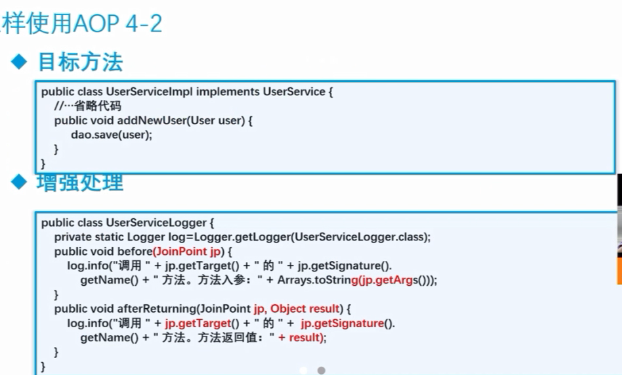 样使用AOP 4-2
◆ 目标方法
public class UserServiceImpl implements UserService {
//…省略代码
public void addNewUser(User user) {
dao.save(user);
}
}
◆ 增强处理
public class UserServiceLogger {
private static Logger log=Logger.getLogger(UserServiceLogger.class);
public void before(JoinPoint jp) {
log.info("调用 " + jp.getTarget() + " 的 " + jp.getSignature().
getName() + " 方法。方法入参：" + Arrays.toString(jp.getArgs()));
}
public void afterReturning(JoinPoint jp, Object result) {
log.info("调用 " + jp.getTarget() + " 的 " + jp.getSignature().
getName() + " 方法。方法返回值：" + result);
}
}